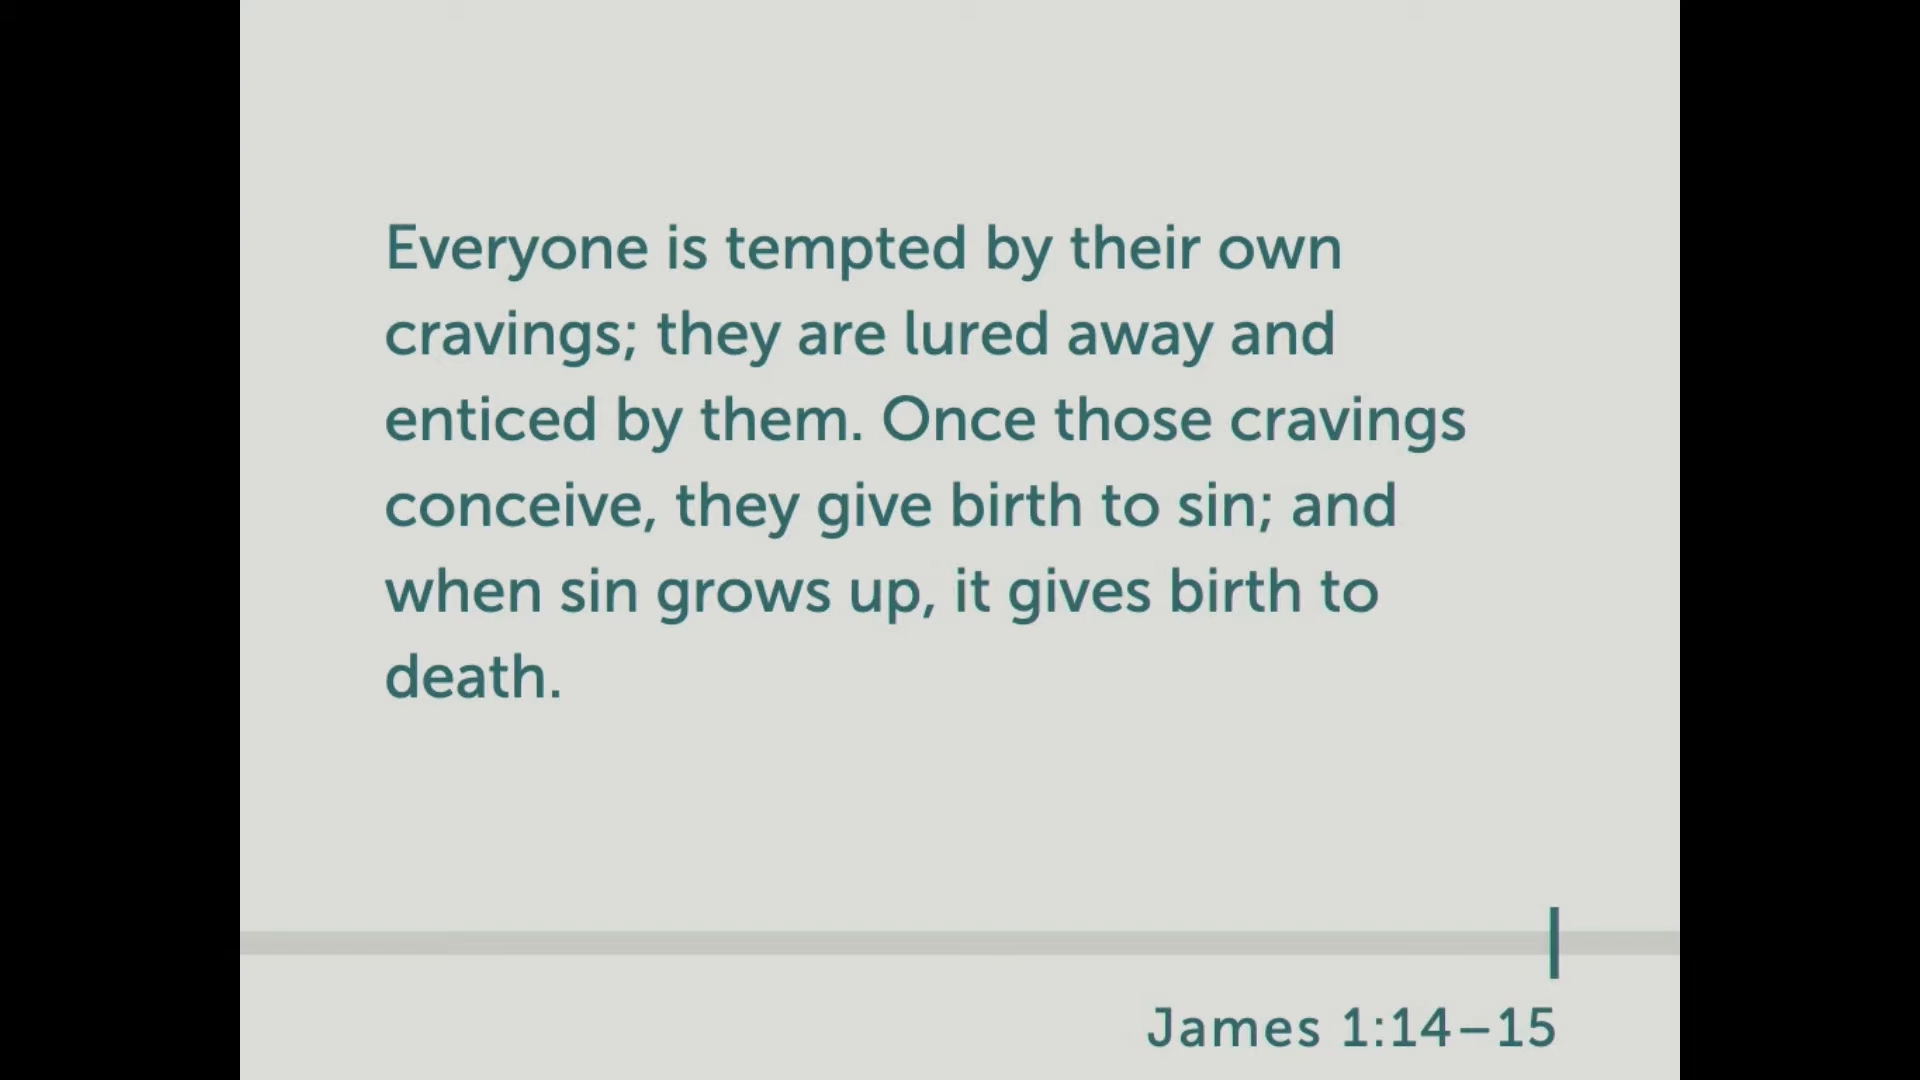 Everyone is tempted by their own
cravings; they are lured away and
enticed by them. Once those cravings
conceive, they give birth to sin; and
when sin grows up, it gives birth to
death.
James 1:14–15